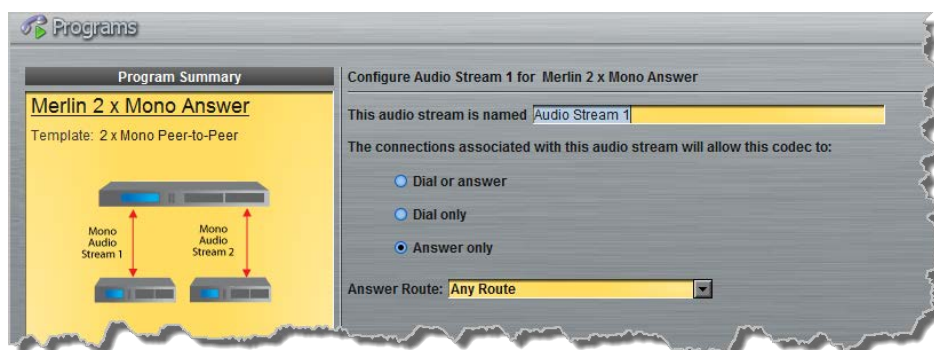 Programs
Program Summary
Merlin 2 x Mono Answer
Template: 2 x Mono Peer-to-Peer
Mono
Audio
Stream 1
Mono
Audio
Stream 2
Configure Audio Stream 1 for Merlin 2 x Mono Answer
This audio stream is named Audio Stream 1
The connections associated with this audio stream will allow this codec to:
Dial or answer
Dial only
Answer only
Answer Route: Any Route